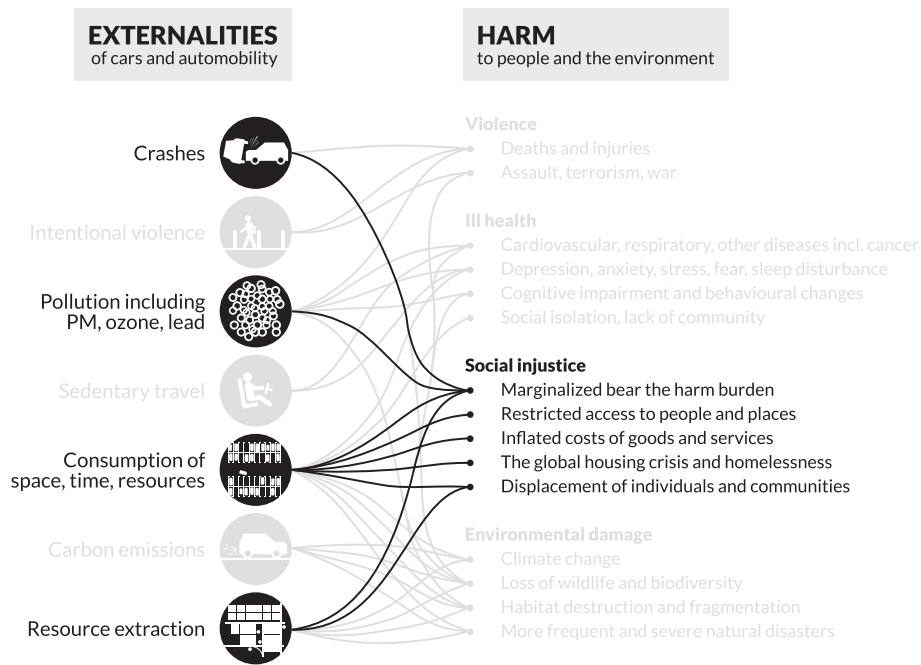 EXTERNALITIES
of cars and automobility
HARM
to people and the environment
Crashes
Intentional violence
Pollution including
PM, ozone, lead
Sedentary travel
Consumption of
space, time, resources
Carbon emissions
Resource extraction
Violence
Deaths and injuries
Assault, terrorism, war
Ill health
Cardiovascular, respiratory, other diseases incl. cancer
Depression, anxiety, stress, fear, sleep disturbance
Cognitive impairment and behavioural changes
Social isolation, lack of community
Social injustice
Marginalized bear the harm burden
Restricted access to people and places
Inflated costs of goods and services
The global housing crisis and homelessness
Displacement of individuals and communities
Environmental damage
Climate change
Loss of wildlife and biodiversity
Habitat destruction and fragmentation
More frequent and severe natural disasters